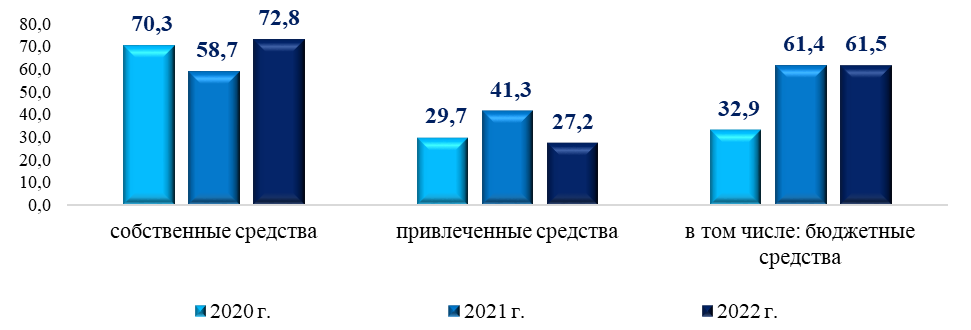 80,0
70,0
60,0
50,0
40,0
30,0
20,0
10,0
0,0
70,3
58,7
72,8
29,7
41,3
27,2
32,9
61,4
61,5
собственные средства
привлеченные средства
в том числе: бюджетные
средства
2020 г.
2021 г.
2022 г.